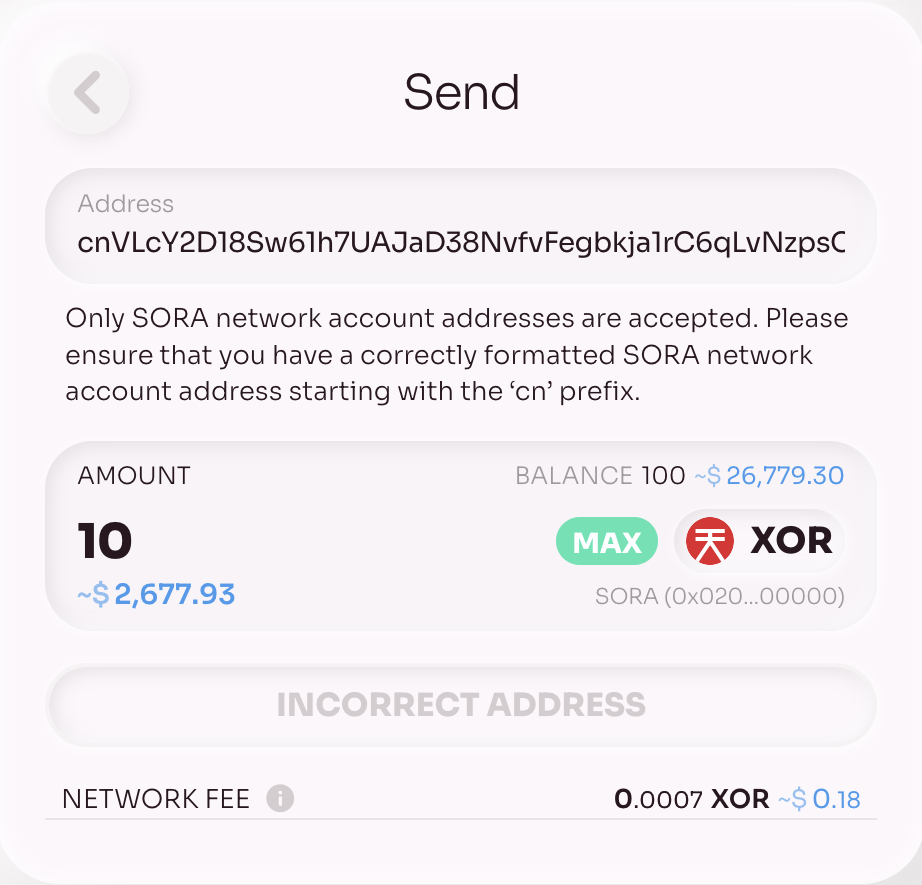 Send
Address
cnVLcY2D18Sw61h7UAJaD38NvfvFegbkja1rC6qLvNzpsC
Only SORA network account addresses are accepted. Please
ensure that you have a correctly formatted SORA network
account address starting with the ‘cn’ prefix.
AMOUNT BALANCE 100 ~$ 26,779.30
10 MAX XOR
~$ 2,677.93 SORA (0x020...00000)
INCORRECT ADDRESS
NETWORK FEE 0.0007 XOR ~$ 0.18